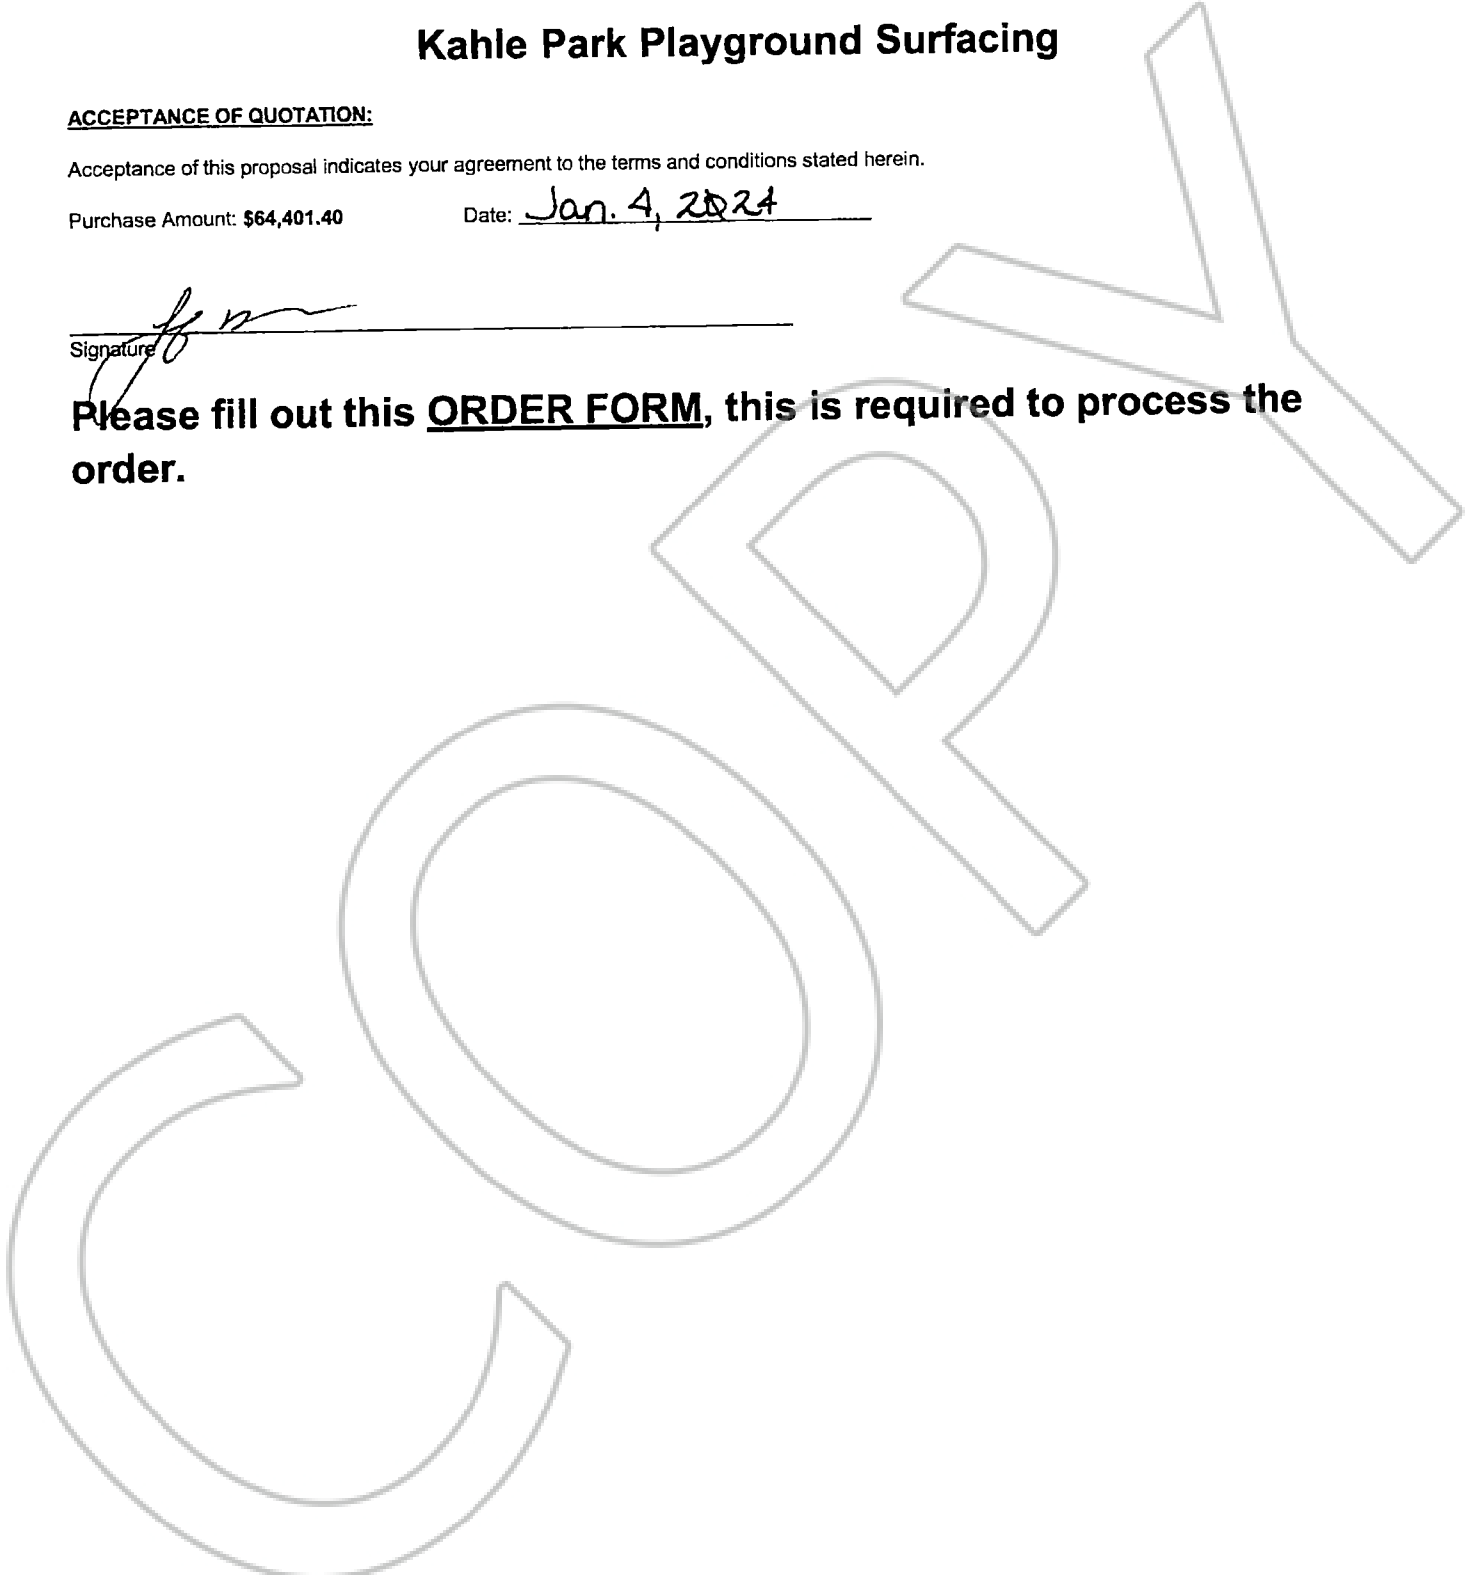 Kahle Park Playground Surfacing
ACCEPTANCE OF QUOTATION:
Acceptance of this proposal indicates your agreement to the terms and conditions stated herein.
Purchase Amount: $64,401.40 Date: Jan. 4, 2024
Signature
Please fill out this ORDER FORM, this is required to process the
order.
COPY